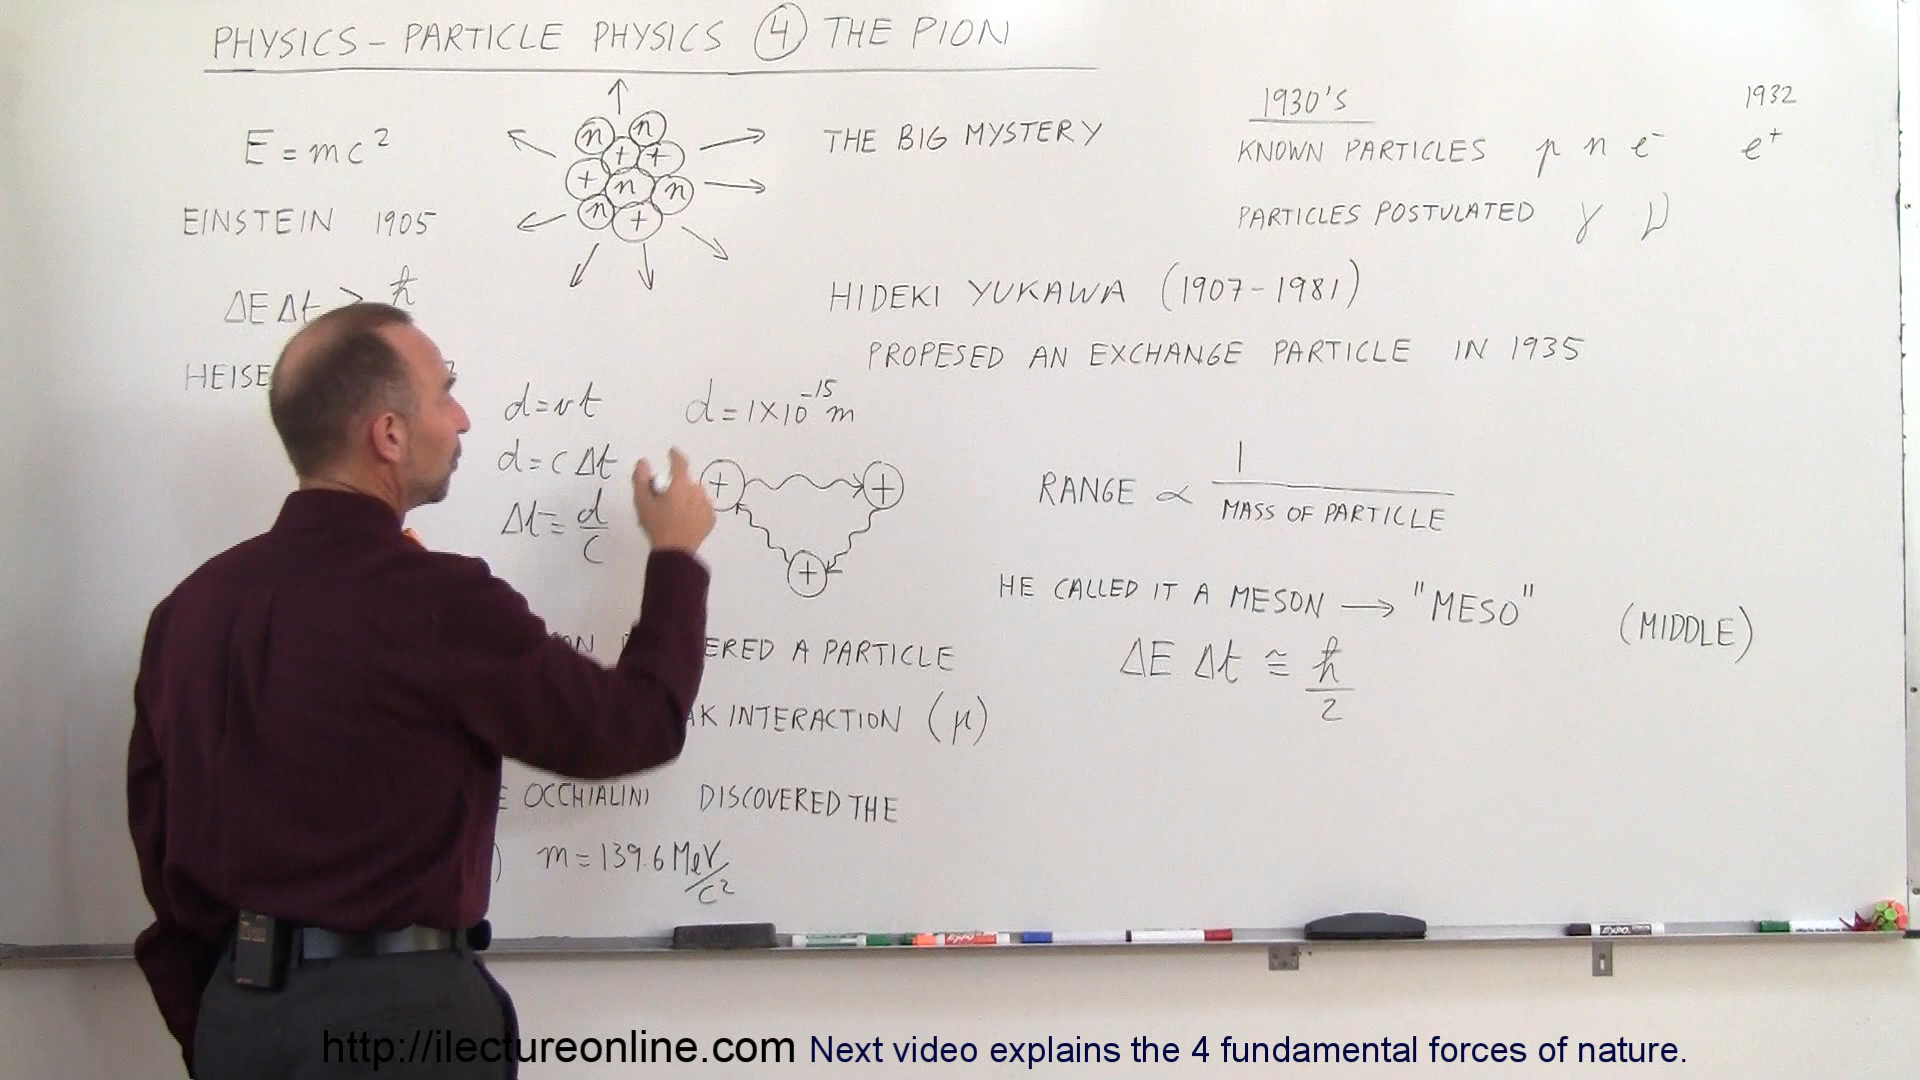 PHYSICS - PARTICLE PHYSICS ④ THE PION
E = mc²
EINSTEIN 1905
ΔE Δt ≥ ħ
HEISE
n n
+ +
+ n n
n +
THE BIG MYSTERY
1930's
1932
KNOWN PARTICLES p n e⁻ e⁺
PARTICLES POSTULATED γ ν
HIDEKI YUKAWA (1907-1981)
PROPESED AN EXCHANGE PARTICLE IN 1935
d = vt
d = 1×10⁻¹⁵ m
d = c Δt
Δt = d/c
+ +
+
RANGE ∝ 1 / MASS OF PARTICLE
HE CALLED IT A MESON → "MESO" (MIDDLE)
ΔE Δt ≅ ħ/2
ERED A PARTICLE
AK INTERACTION (μ)
E OCCHIALINI DISCOVERED THE
) m = 139.6 MeV/c²
EXPO
http://ilectureonline.com Next video explains the 4 fundamental forces of nature.